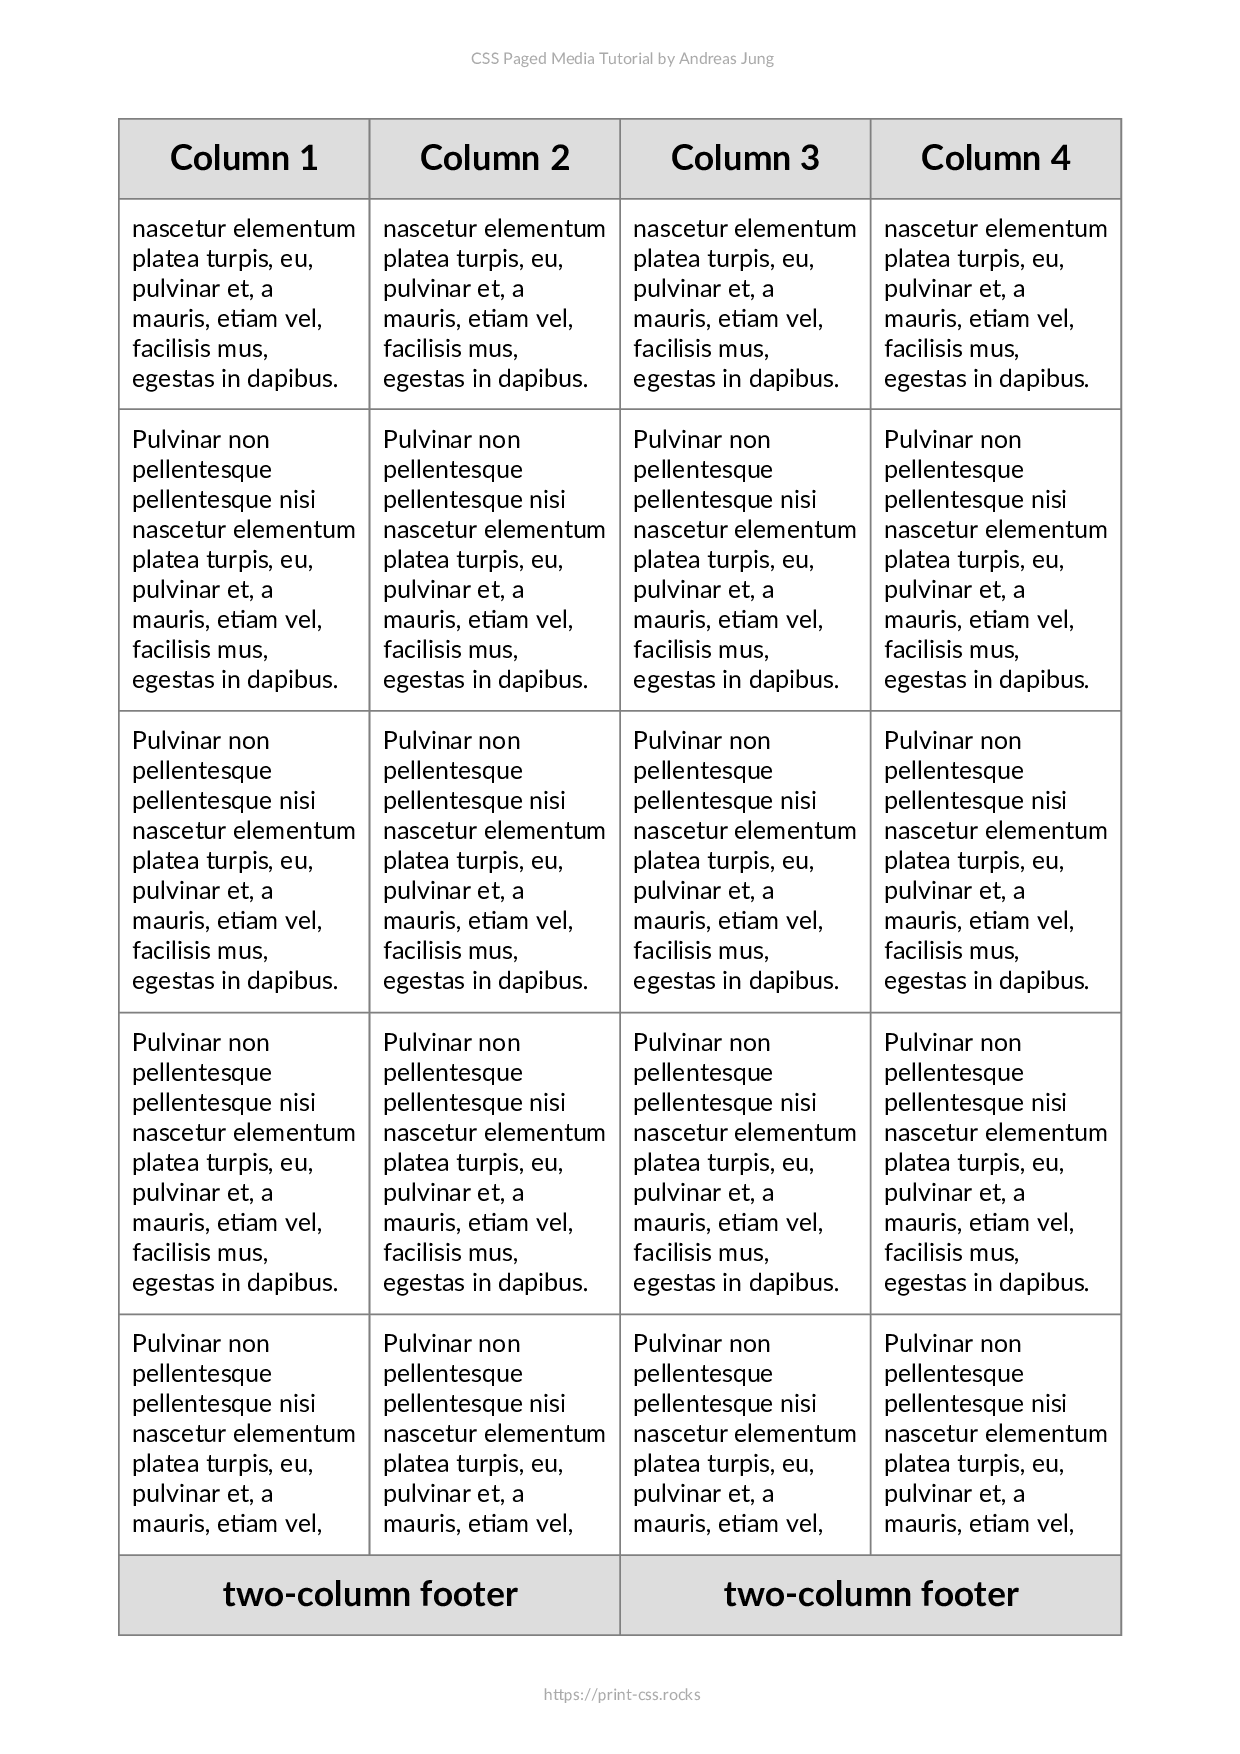 CSS Paged Media Tutorial by Andreas Jung
Column 1 Column 2 Column 3 Column 4
nascetur elementum nascetur elementum nascetur elementum nascetur elementum
platea turpis, eu, platea turpis, eu, platea turpis, eu, platea turpis, eu,
pulvinar et, a pulvinar et, a pulvinar et, a pulvinar et, a
mauris, etiam vel, mauris, etiam vel, mauris, etiam vel, mauris, etiam vel,
facilisis mus, facilisis mus, facilisis mus, facilisis mus,
egestas in dapibus. egestas in dapibus. egestas in dapibus. egestas in dapibus.
Pulvinar non Pulvinar non Pulvinar non Pulvinar non
pellentesque pellentesque pellentesque pellentesque
pellentesque nisi pellentesque nisi pellentesque nisi pellentesque nisi
nascetur elementum nascetur elementum nascetur elementum nascetur elementum
platea turpis, eu, platea turpis, eu, platea turpis, eu, platea turpis, eu,
pulvinar et, a pulvinar et, a pulvinar et, a pulvinar et, a
mauris, etiam vel, mauris, etiam vel, mauris, etiam vel, mauris, etiam vel,
facilisis mus, facilisis mus, facilisis mus, facilisis mus,
egestas in dapibus. egestas in dapibus. egestas in dapibus. egestas in dapibus.
Pulvinar non Pulvinar non Pulvinar non Pulvinar non
pellentesque pellentesque pellentesque pellentesque
pellentesque nisi pellentesque nisi pellentesque nisi pellentesque nisi
nascetur elementum nascetur elementum nascetur elementum nascetur elementum
platea turpis, eu, platea turpis, eu, platea turpis, eu, platea turpis, eu,
pulvinar et, a pulvinar et, a pulvinar et, a pulvinar et, a
mauris, etiam vel, mauris, etiam vel, mauris, etiam vel, mauris, etiam vel,
facilisis mus, facilisis mus, facilisis mus, facilisis mus,
egestas in dapibus. egestas in dapibus. egestas in dapibus. egestas in dapibus.
Pulvinar non Pulvinar non Pulvinar non Pulvinar non
pellentesque pellentesque pellentesque pellentesque
pellentesque nisi pellentesque nisi pellentesque nisi pellentesque nisi
nascetur elementum nascetur elementum nascetur elementum nascetur elementum
platea turpis, eu, platea turpis, eu, platea turpis, eu, platea turpis, eu,
pulvinar et, a pulvinar et, a pulvinar et, a pulvinar et, a
mauris, etiam vel, mauris, etiam vel, mauris, etiam vel, mauris, etiam vel,
facilisis mus, facilisis mus, facilisis mus, facilisis mus,
egestas in dapibus. egestas in dapibus. egestas in dapibus. egestas in dapibus.
Pulvinar non Pulvinar non Pulvinar non Pulvinar non
pellentesque pellentesque pellentesque pellentesque
pellentesque nisi pellentesque nisi pellentesque nisi pellentesque nisi
nascetur elementum nascetur elementum nascetur elementum nascetur elementum
platea turpis, eu, platea turpis, eu, platea turpis, eu, platea turpis, eu,
pulvinar et, a pulvinar et, a pulvinar et, a pulvinar et, a
mauris, etiam vel, mauris, etiam vel, mauris, etiam vel, mauris, etiam vel,
two-column footer two-column footer
https://print-css.rocks